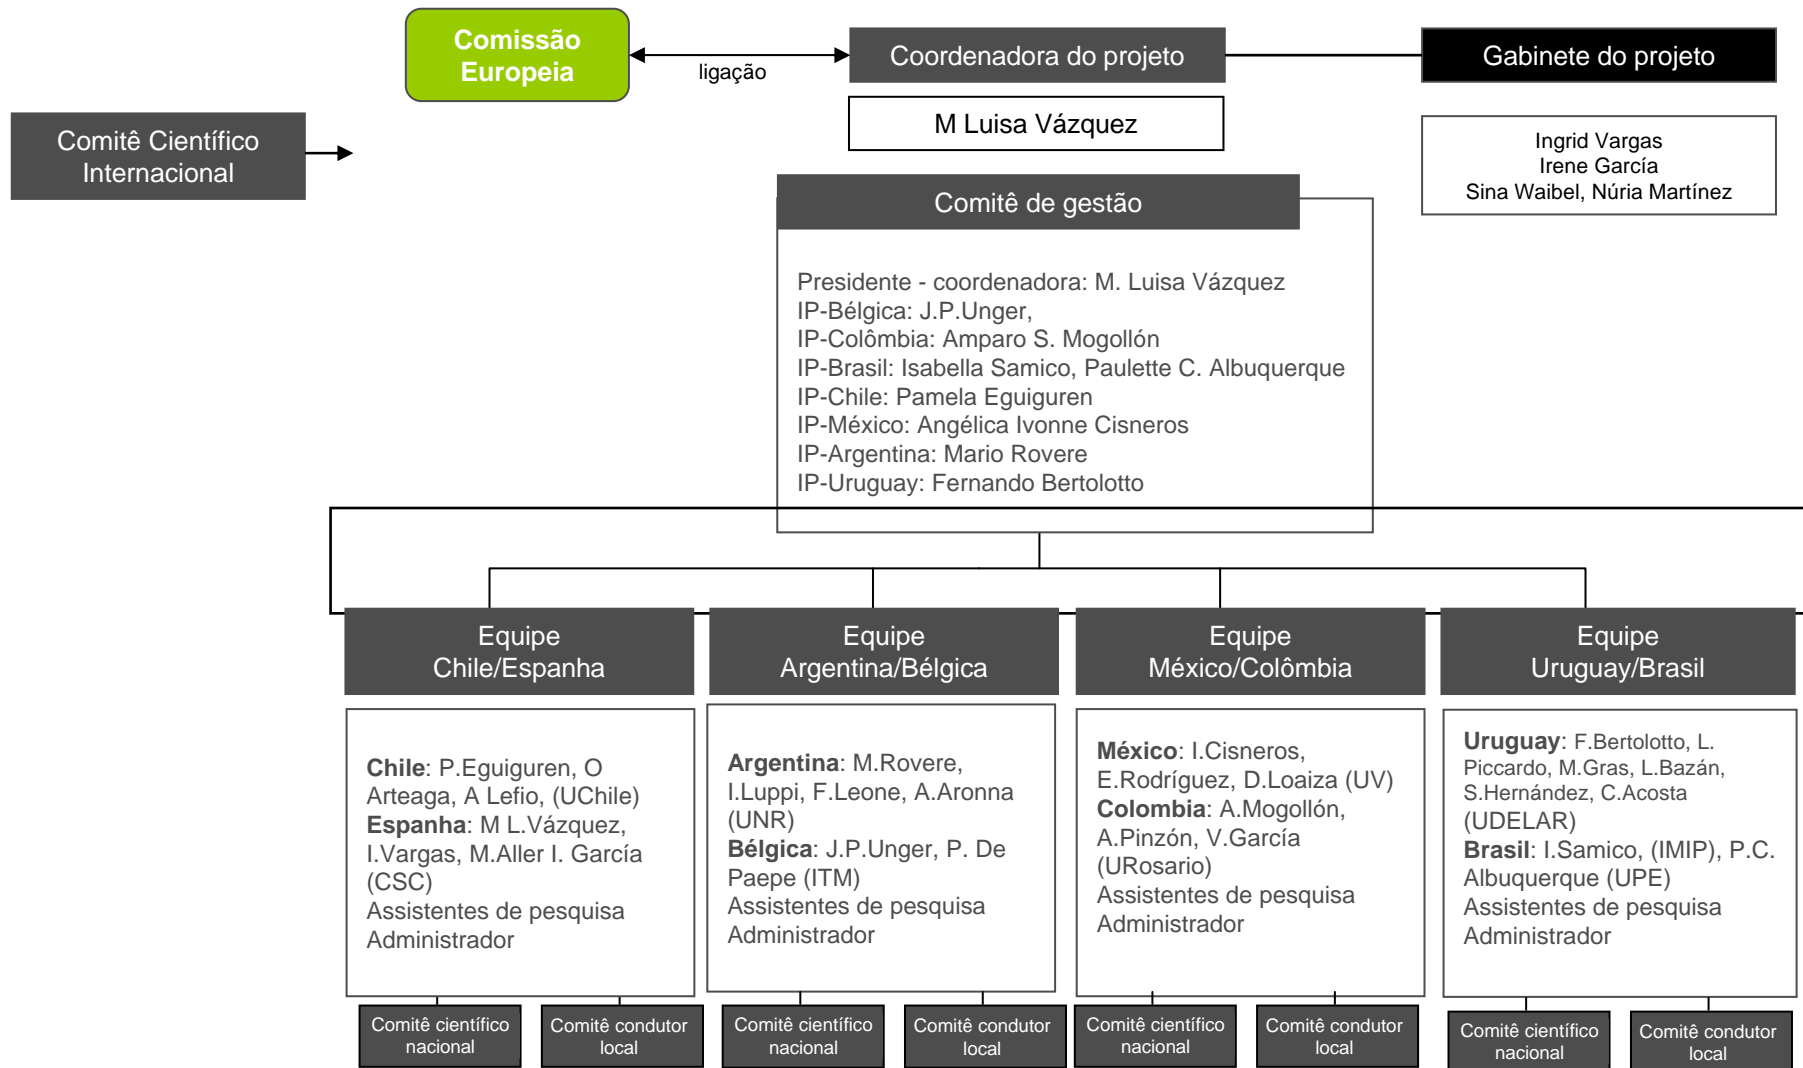 Comissão
Europeia
ligação
Coordenadora do projeto
Gabinete do projeto
M Luisa Vázquez
Comitê Científico
Internacional
Ingrid Vargas
Irene García
Sina Waibel, Núria Martínez
Comitê de gestão
Presidente - coordenadora: M. Luisa Vázquez
IP-Bélgica: J.P.Unger,
IP-Colômbia: Amparo S. Mogollón
IP-Brasil: Isabella Samico, Paulette C. Albuquerque
IP-Chile: Pamela Eguiguren
IP-México: Angélica Ivonne Cisneros
IP-Argentina: Mario Rovere
IP-Uruguay: Fernando Bertolotto
Equipe
Chile/Espanha
Chile: P.Eguiguren, O
Arteaga, A Lefio, (UChile)
Espanha: M L.Vázquez,
I.Vargas, M.Aller I. García
(CSC)
Assistentes de pesquisa
Administrador
Comitê científico
nacional
Comitê condutor
local
Equipe
Argentina/Bélgica
Argentina: M.Rovere,
I.Luppi, F.Leone, A.Aronna
(UNR)
Bélgica: J.P.Unger, P. De
Paepe (ITM)
Assistentes de pesquisa
Administrador
Comitê científico
nacional
Comitê condutor
local
Equipe
México/Colômbia
México: I.Cisneros,
E.Rodríguez, D.Loaiza (UV)
Colombia: A.Mogollón,
A.Pinzón, V.García
(URosario)
Assistentes de pesquisa
Administrador
Comitê científico
nacional
Comitê condutor
local
Equipe
Uruguay/Brasil
Uruguay: F.Bertolotto, L.
Piccardo, M.Gras, L.Bazán,
S.Hernández, C.Acosta
(UDELAR)
Brasil: I.Samico, (IMIP), P.C.
Albuquerque (UPE)
Assistentes de pesquisa
Administrador
Comitê científico
nacional
Comitê condutor
local